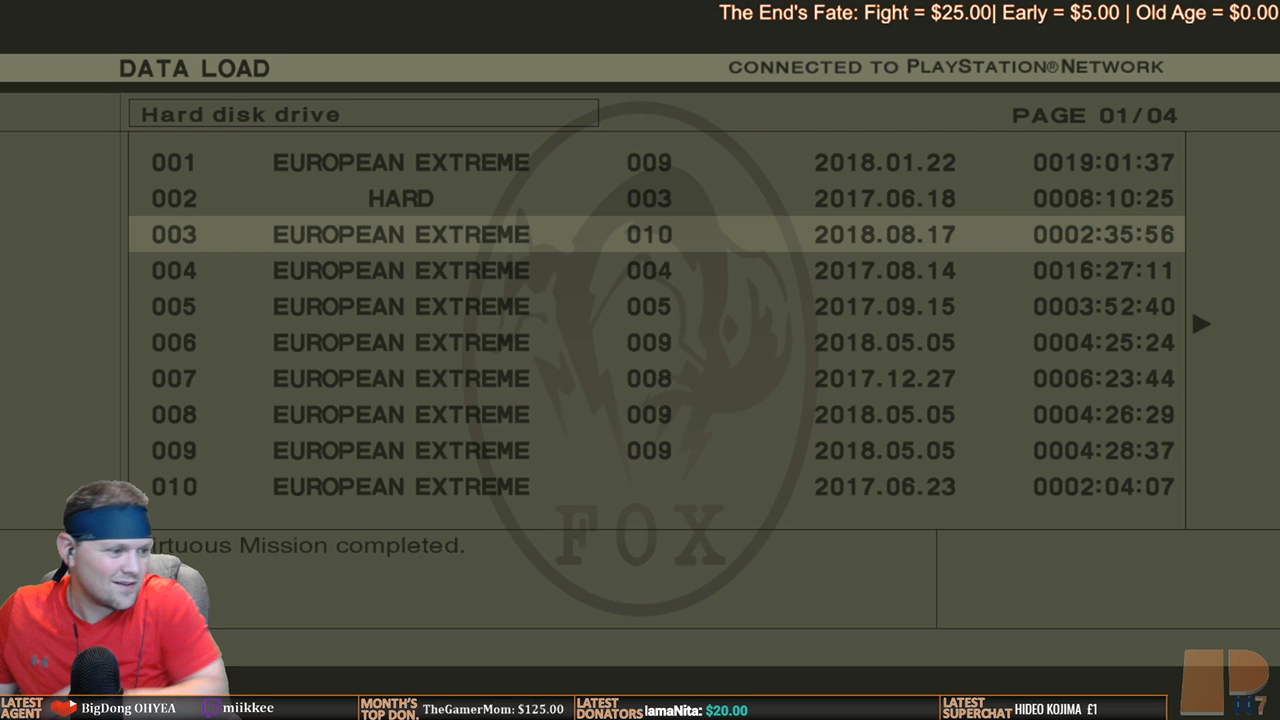 The End's Fate: Fight = $25.00| Early = $5.00 | Old Age = $0.00
DATA LOAD
CONNECTED TO PLAYSTATION®NETWORK
Hard disk drive
PAGE 01/04
001 EUROPEAN EXTREME 009 2018.01.22 0019:01:37
002 HARD 003 2017.06.18 0008:10:25
003 EUROPEAN EXTREME 010 2018.08.17 0002:35:56
004 EUROPEAN EXTREME 004 2017.08.14 0016:27:11
005 EUROPEAN EXTREME 005 2017.09.15 0003:52:40
006 EUROPEAN EXTREME 009 2018.05.05 0004:25:24
007 EUROPEAN EXTREME 008 2017.12.27 0006:23:44
008 EUROPEAN EXTREME 009 2018.05.05 0004:26:29
009 EUROPEAN EXTREME 009 2018.05.05 0004:28:37
010 EUROPEAN EXTREME 2017.06.23 0002:04:07
FOX
irtuous Mission completed.
LATEST AGENT BigDong OHYEA miikkee
MONTH'S TOP DON. TheGamerMom: $125.00
LATEST DONATORS IamaNita: $20.00
LATEST SUPERCHAT HIDEO KOJIMA £1